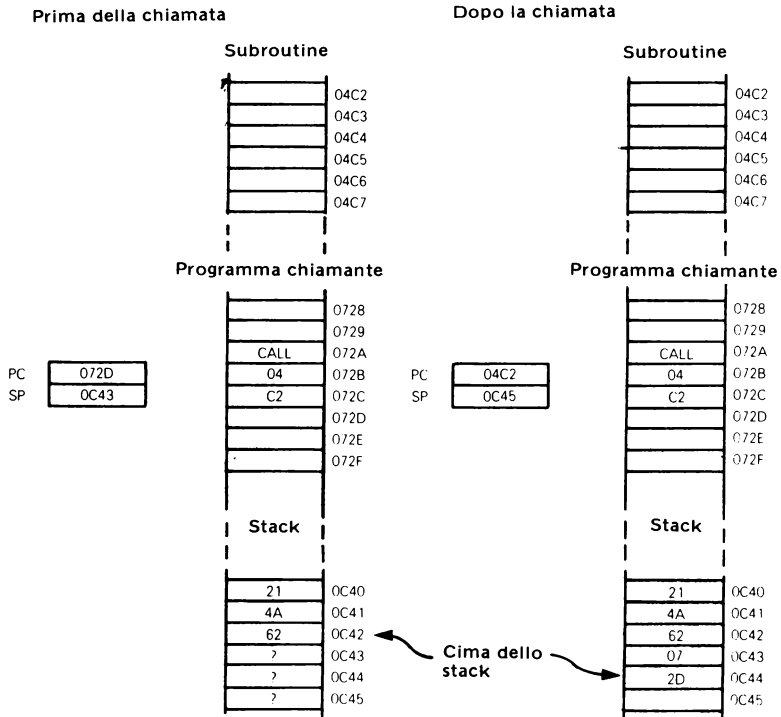 Prima della chiamata
Dopo la chiamata
Subroutine
04C2
04C3
04C4
04C5
04C6
04C7
Programma chiamante
0728
0729
CALL 072A
PC 072D 04 072B
SP 0C43 C2 072C
072D
072E
072F
Stack
21 0C40
4A 0C41
62 0C42
? 0C43
? 0C44
? 0C45
Cima dello
stack
Subroutine
04C2
04C3
04C4
04C5
04C6
04C7
Programma chiamante
0728
0729
CALL 072A
PC 04C2 04 072B
SP 0C45 C2 072C
072D
072E
072F
Stack
21 0C40
4A 0C41
62 0C42
07 0C43
2D 0C44
0C45